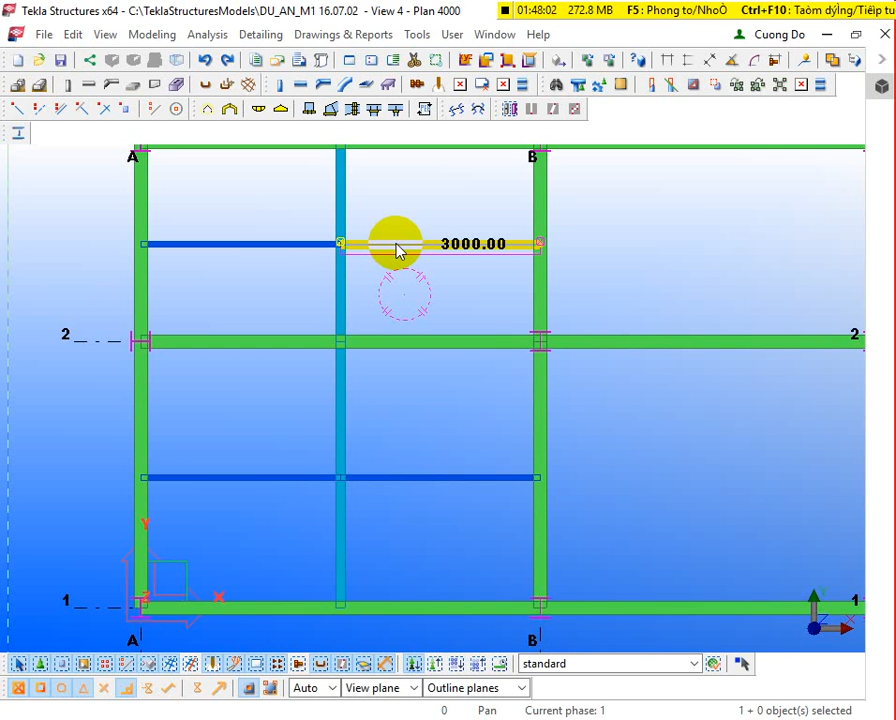 Tekla Structures x64 - C:\TeklaStructuresModels\DU_AN_M1 16.07.02 - View 4 - Plan 4000
01:48:02 272.8 MB F5 : Phong to/NhoÒ Ctrl+F10 : Taòm dÿìng/Tiếp tu
File Edit View Modeling Analysis Detailing Drawings & Reports Tools User Window Help Cuong Do
A B
3000.00
2 2
Y
X
1 1
A B
standard
Auto View plane Outline planes
0 Pan Current phase: 1 1 + 0 object(s) selected